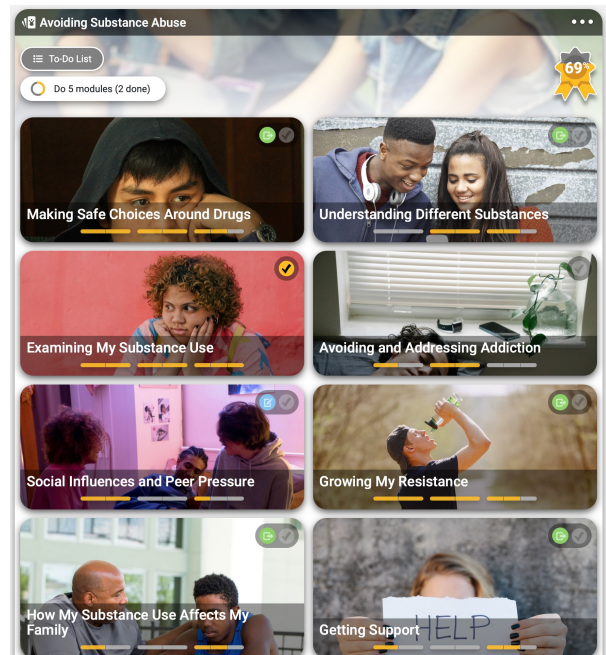 Avoiding Substance Abuse
To-Do List
69%
Do 5 modules (2 done)
Making Safe Choices Around Drugs
Understanding Different Substances
Examining My Substance Use
Avoiding and Addressing Addiction
Social Influences and Peer Pressure
Growing My Resistance
How My Substance Use Affects My
Family
HELP
Getting Support